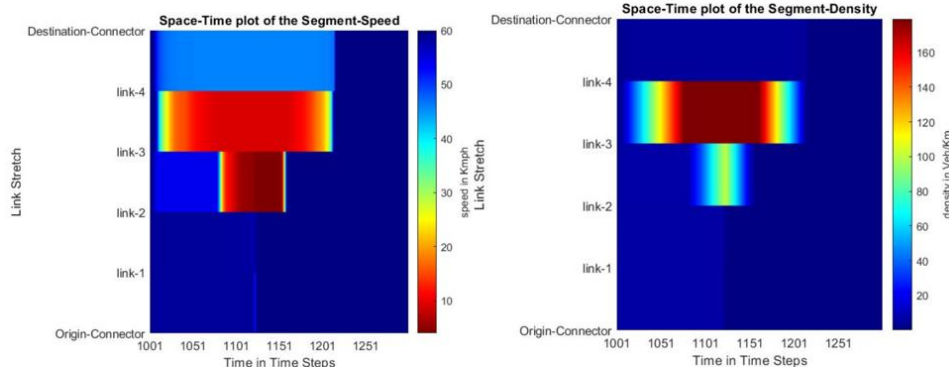 Space-Time plot of the Segment-Speed
Destination-Connector
link-4
link-3
link-2
link-1
Origin-Connector
Link Stretch
1001 1051 1101 1151 1201 1251
Time in Time Steps
60
50
40
30
20
10
speed in Kmph
Space-Time plot of the Segment-Density
Destination-Connector
link-4
link-3
link-2
link-1
Origin-Connector
Link Stretch
1001 1051 1101 1151 1201 1251
Time in Time Steps
160
140
120
100
80
60
40
20
density in Veh/Km